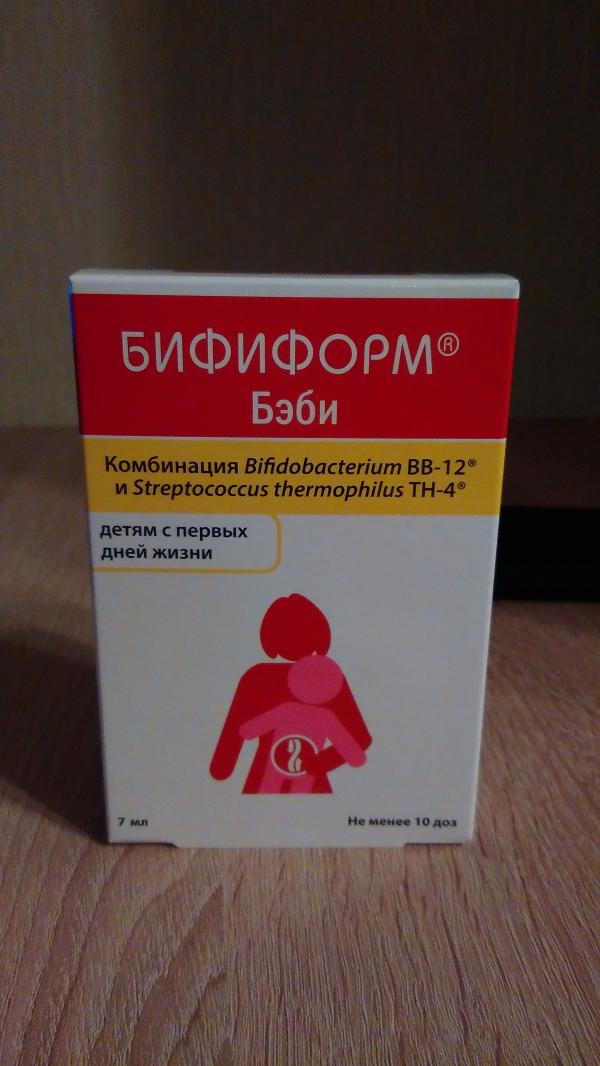 БИФИФОРМ®
Бэби
Комбинация Bifidobacterium BB-12®
и Streptococcus thermophilus TH-4®
детям с первых
дней жизни
7 мл
Не менее 10 доз